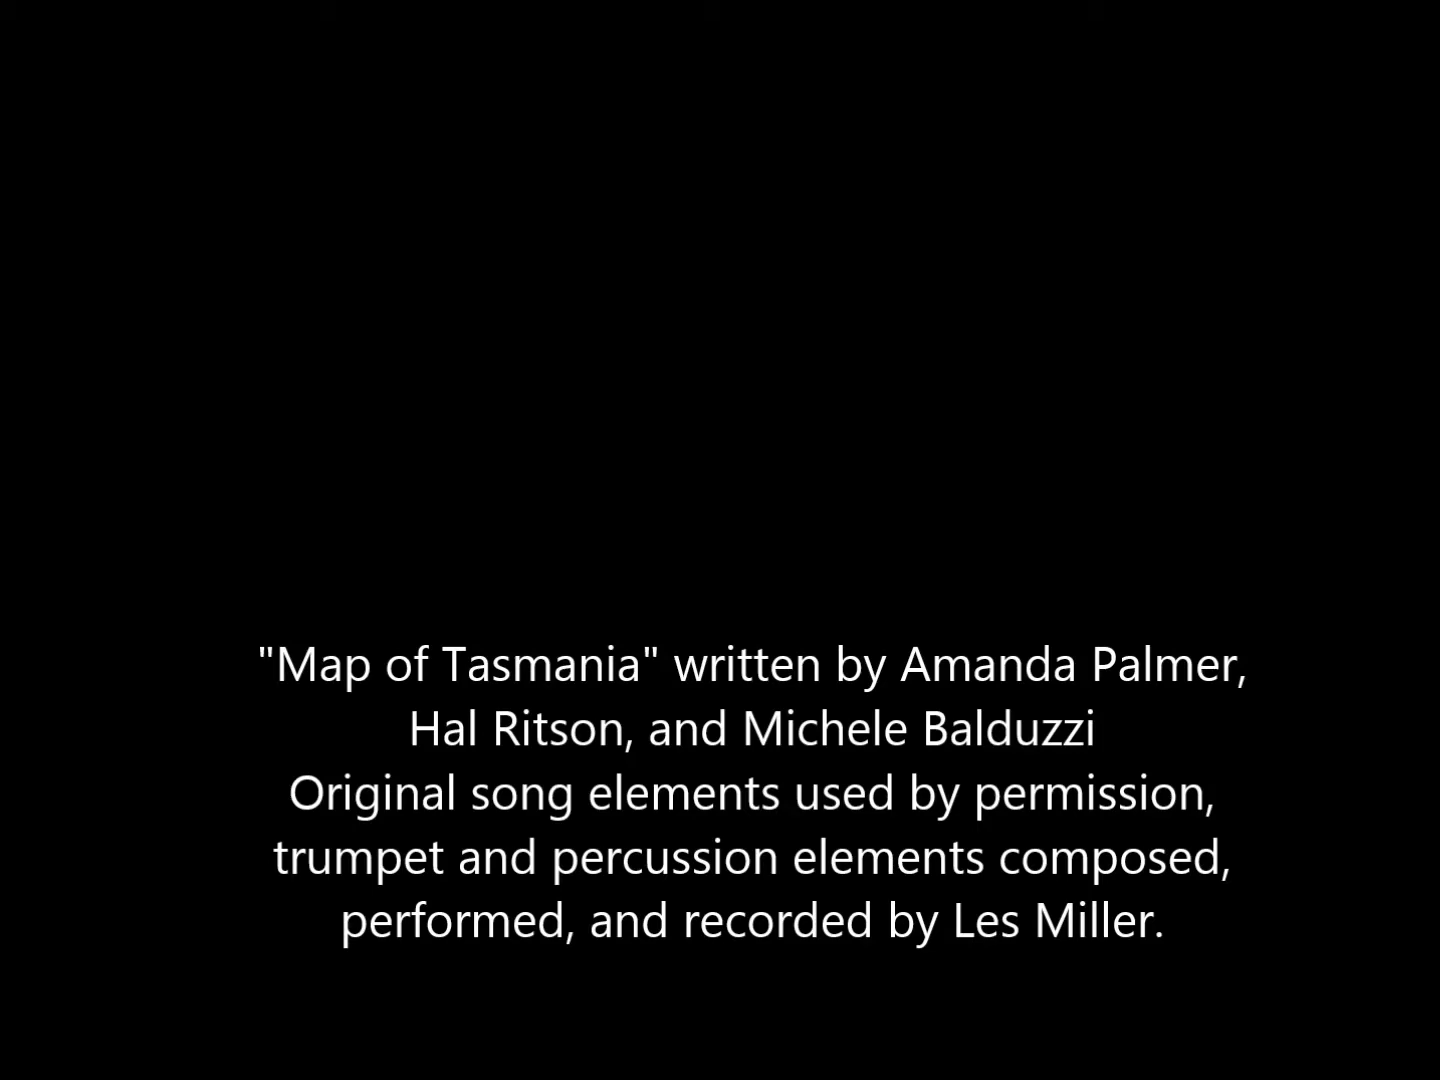 "Map of Tasmania" written by Amanda Palmer,
Hal Ritson, and Michele Balduzzi
Original song elements used by permission,
trumpet and percussion elements composed,
performed, and recorded by Les Miller.